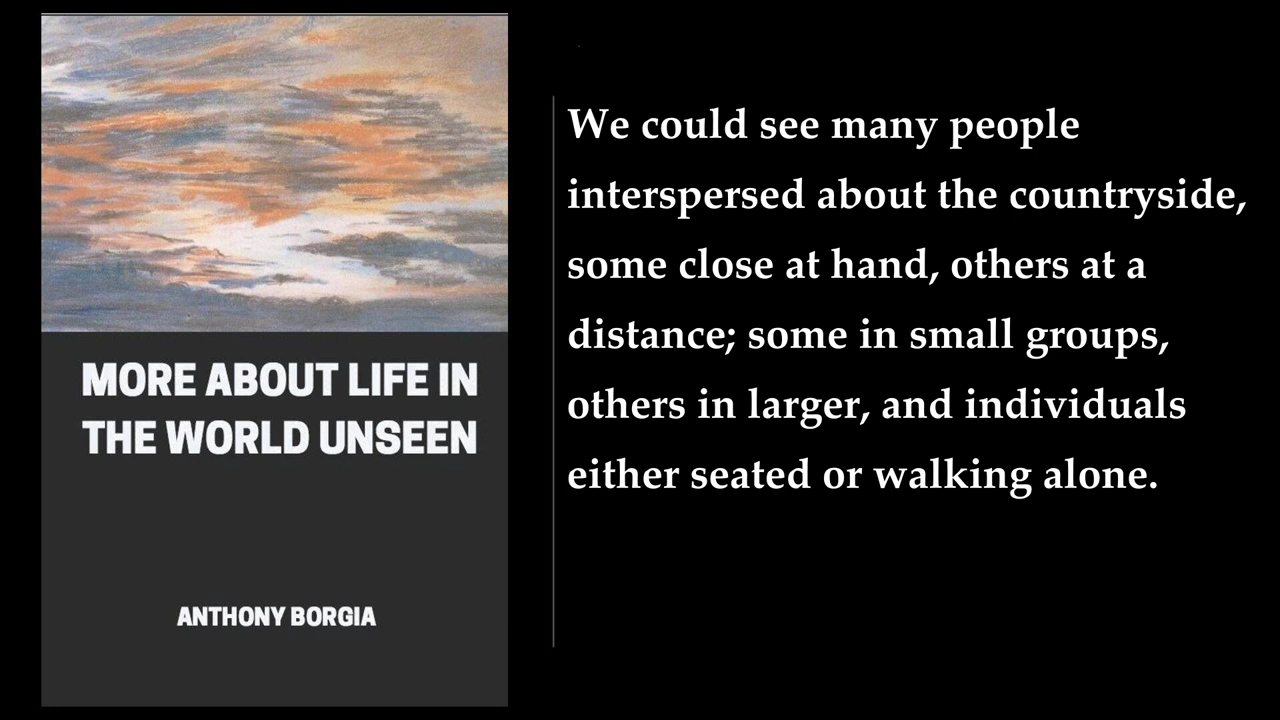 MORE ABOUT LIFE IN
THE WORLD UNSEEN
ANTHONY BORGIA
We could see many people
interspersed about the countryside,
some close at hand, others at a
distance; some in small groups,
others in larger, and individuals
either seated or walking alone.